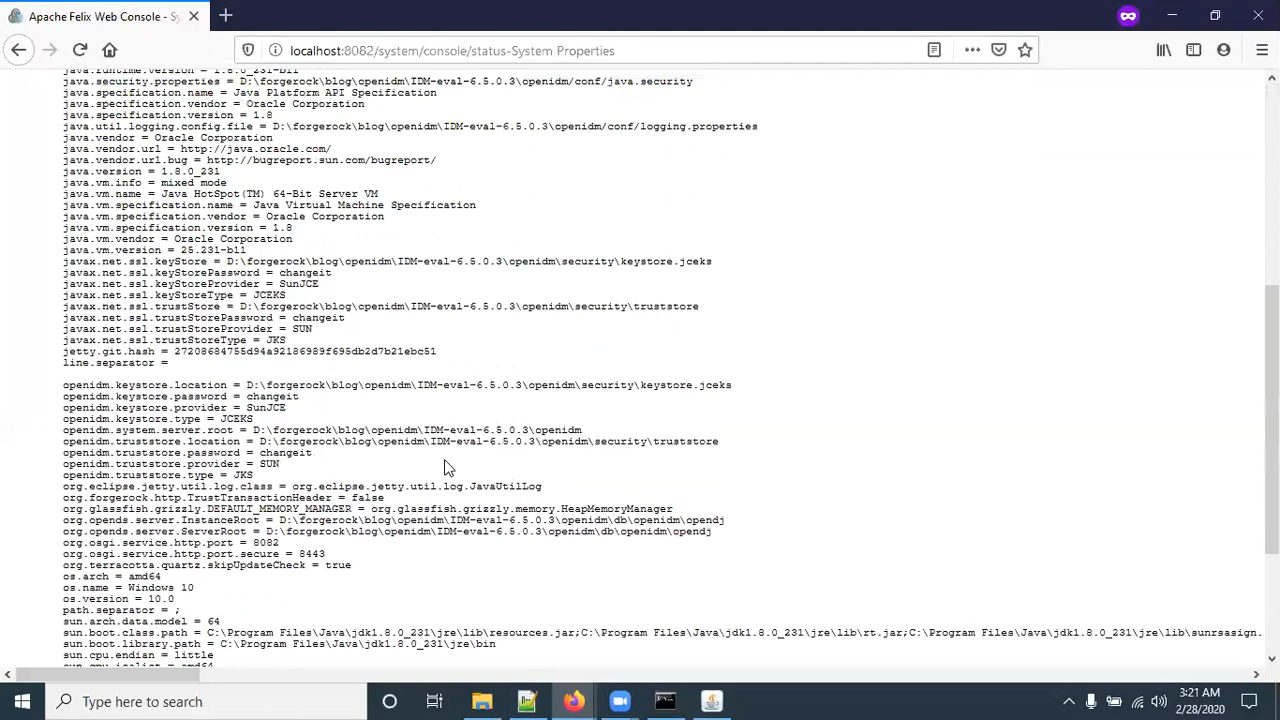 Apache Felix Web Console - Sy
localhost:8082/system/console/status-System Properties
java.runtime.version = 1.8.0_231-b11
java.security.properties = D:\forgerock\blog\openidm\IDM-eval-6.5.0.3\openidm/conf/java.security
java.specification.name = Java Platform API Specification
java.specification.vendor = Oracle Corporation
java.specification.version = 1.8
java.util.logging.config.file = D:\forgerock\blog\openidm\IDM-eval-6.5.0.3\openidm/conf/logging.properties
java.vendor = Oracle Corporation
java.vendor.url = http://java.oracle.com/
java.vendor.url.bug = http://bugreport.sun.com/bugreport/
java.version = 1.8.0_231
java.vm.info = mixed mode
java.vm.name = Java HotSpot(TM) 64-Bit Server VM
java.vm.specification.name = Java Virtual Machine Specification
java.vm.specification.vendor = Oracle Corporation
java.vm.specification.version = 1.8
java.vm.vendor = Oracle Corporation
java.vm.version = 25.231-b11
javax.net.ssl.keyStore = D:\forgerock\blog\openidm\IDM-eval-6.5.0.3\openidm\security\keystore.jceks
javax.net.ssl.keyStorePassword = changeit
javax.net.ssl.keyStoreProvider = SunJCE
javax.net.ssl.keyStoreType = JCEKS
javax.net.ssl.trustStore = D:\forgerock\blog\openidm\IDM-eval-6.5.0.3\openidm\security\truststore
javax.net.ssl.trustStorePassword = changeit
javax.net.ssl.trustStoreProvider = SUN
javax.net.ssl.trustStoreType = JKS
jetty.git.hash = 27208684755d94a92186989f695db2d7b21ebc51
line.separator =
openidm.keystore.location = D:\forgerock\blog\openidm\IDM-eval-6.5.0.3\openidm\security\keystore.jceks
openidm.keystore.password = changeit
openidm.keystore.provider = SunJCE
openidm.keystore.type = JCEKS
openidm.system.server.root = D:\forgerock\blog\openidm\IDM-eval-6.5.0.3\openidm
openidm.truststore.location = D:\forgerock\blog\openidm\IDM-eval-6.5.0.3\openidm\security\truststore
openidm.truststore.password = changeit
openidm.truststore.provider = SUN
openidm.truststore.type = JKS
org.eclipse.jetty.util.log.class = org.eclipse.jetty.util.log.JavaUtilLog
org.forgerock.http.TrustTransactionHeader = false
org.glassfish.grizzly.DEFAULT_MEMORY_MANAGER = org.glassfish.grizzly.memory.HeapMemoryManager
org.opends.server.InstanceRoot = D:\forgerock\blog\openidm\IDM-eval-6.5.0.3\openidm\db\openidm\opendj
org.opends.server.ServerRoot = D:\forgerock\blog\openidm\IDM-eval-6.5.0.3\openidm\db\openidm\opendj
org.osgi.service.http.port = 8082
org.osgi.service.http.port.secure = 8443
org.terracotta.quartz.skipUpdateCheck = true
os.arch = amd64
os.name = Windows 10
os.version = 10.0
path.separator = ;
sun.arch.data.model = 64
sun.boot.class.path = C:\Program Files\Java\jdk1.8.0_231\jre\lib\resources.jar;C:\Program Files\Java\jdk1.8.0_231\jre\lib\rt.jar;C:\Program Files\Java\jdk1.8.0_231\jre\lib\sunrsasign.
sun.boot.library.path = C:\Program Files\Java\jdk1.8.0_231\jre\bin
sun.cpu.endian = little
sun.cpu.isalist = amd64
Type here to search
3:21 AM
2/28/2020